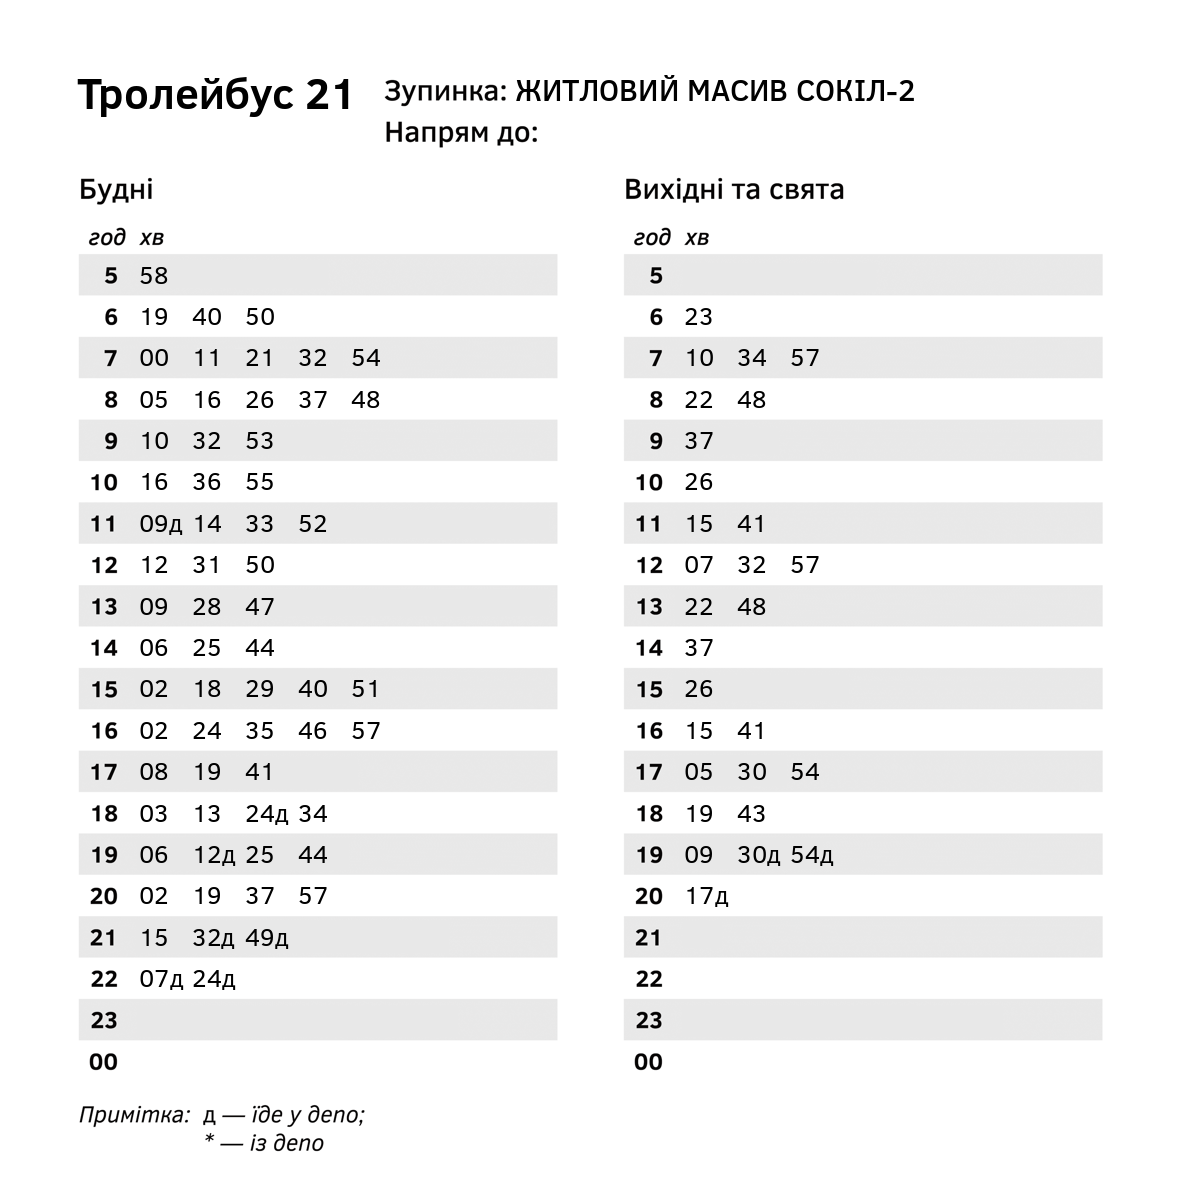 Тролейбус 21
Зупинка: ЖИТЛОВИЙ МАСИВ СОКІЛ-2
Напрям до:
Будні
год хв
5 58
6 19 40 50
7 00 11 21 32 54
8 05 16 26 37 48
9 10 32 53
10 16 36 55
11 09д 14 33 52
12 12 31 50
13 09 28 47
14 06 25 44
15 02 18 29 40 51
16 02 24 35 46 57
17 08 19 41
18 03 13 24д 34
19 06 12д 25 44
20 02 19 37 57
21 15 32д 49д
22 07д 24д
23
00
Вихідні та свята
год хв
5
6 23
7 10 34 57
8 22 48
9 37
10 26
11 15 41
12 07 32 57
13 22 48
14 37
15 26
16 15 41
17 05 30 54
18 19 43
19 09 30д 54д
20 17д
21
22
23
00
Примітка: д — їде у депо;
* — із депо